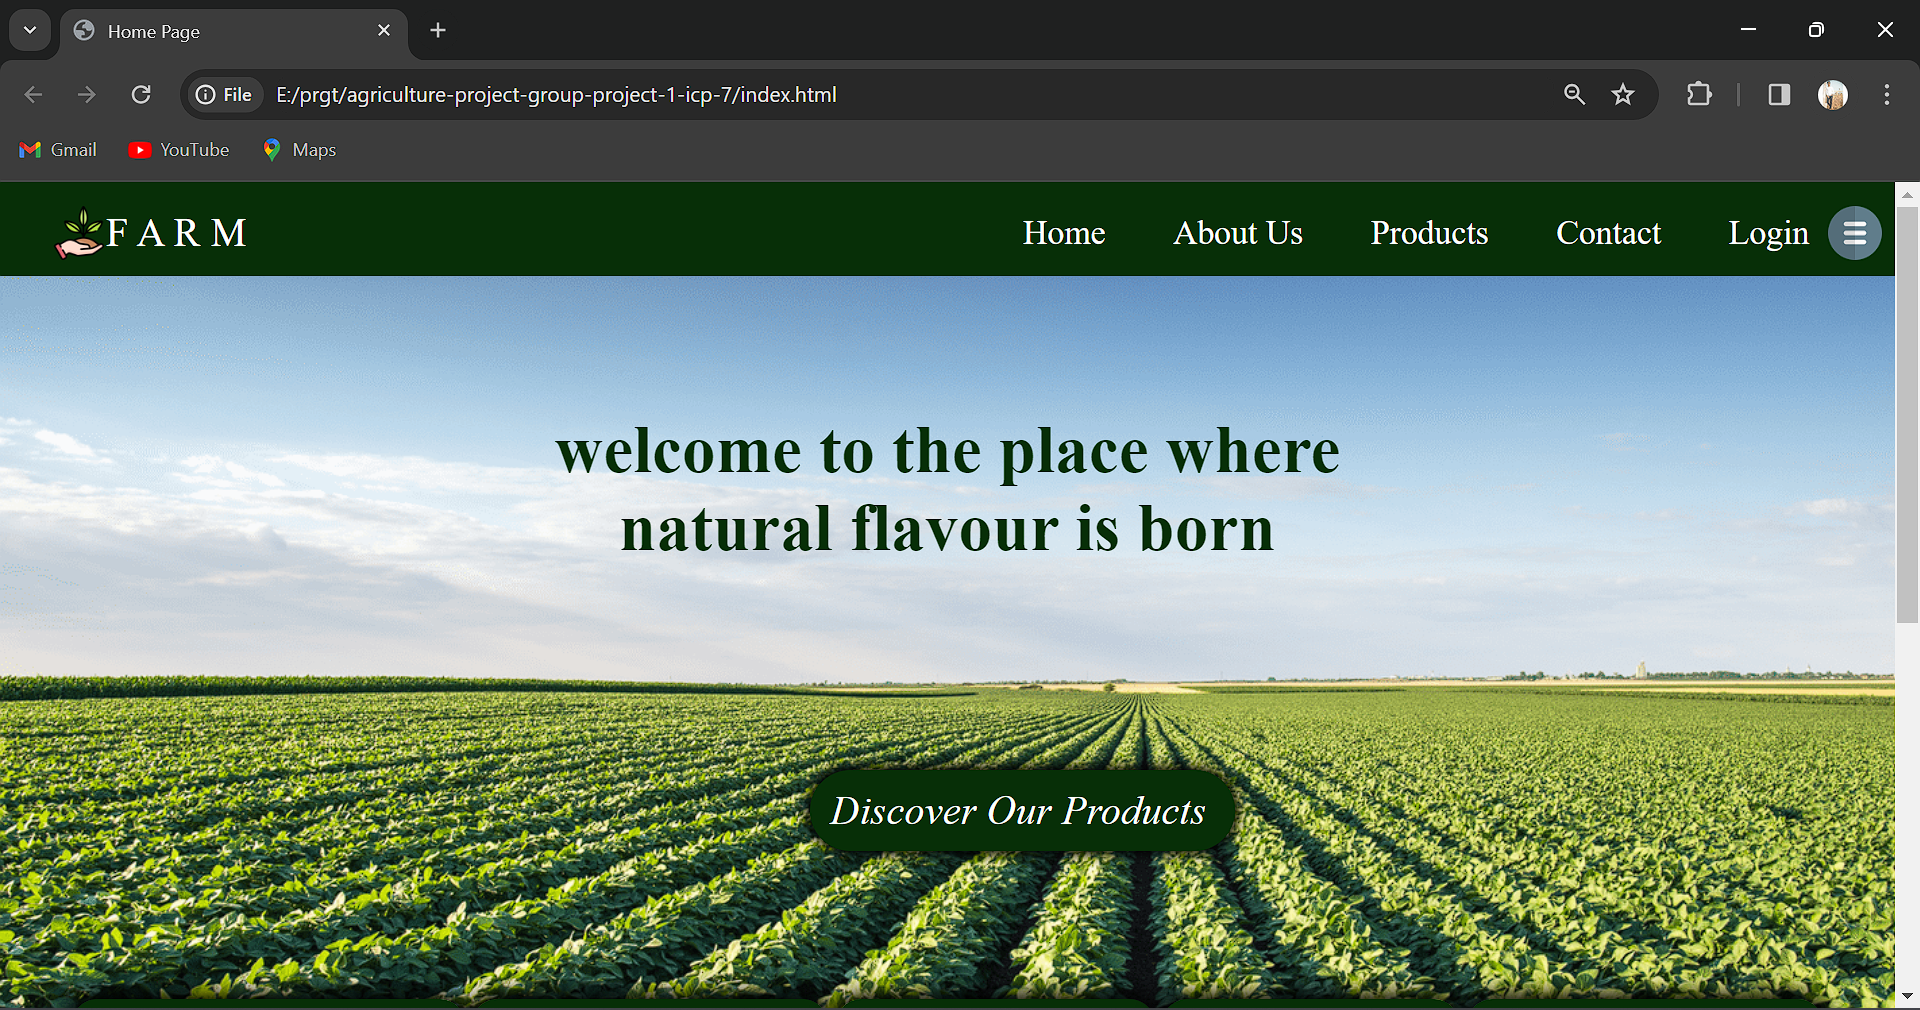 Home Page
File E:/prgt/agriculture-project-group-project-1-icp-7/index.html
Gmail YouTube Maps
FARM Home About Us Products Contact Login
welcome to the place where
natural flavour is born
Discover Our Products